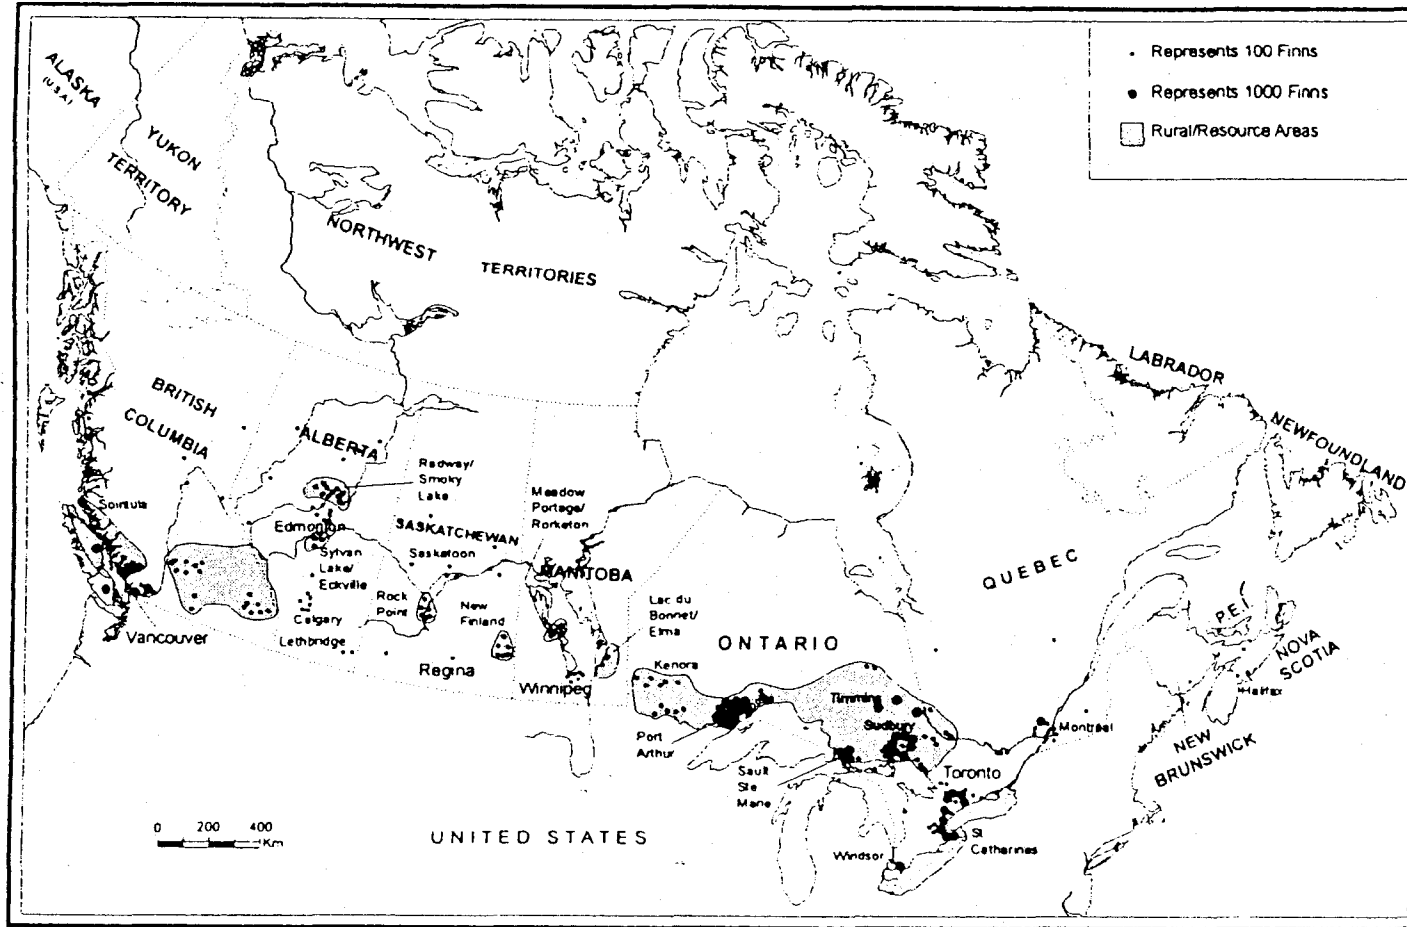 Represents 100 Finns
Represents 1000 Finns
Rural/Resource Areas
ALASKA
(U.S.A.)
YUKON
TERRITORY
NORTHWEST
TERRITORIES
LABRADOR
NEWFOUNDLAND
BRITISH
COLUMBIA
ALBERTA
Radway/
Smoky
Lake
Meadow
Portage/
Rorketon
Sointula
Edmonton
SASKATCHEWAN
Saskatoon
Sylvan
Lake/
Eckville
MANITOBA
QUEBEC
Rock
Point
New
Finland
Lac du
Bonnet/
Elma
Calgary
Lethbridge
Vancouver
Regina
Winnipeg
ONTARIO
Kenora
P.E.I.
NOVA
SCOTIA
Halifax
Timmins
Sudbury
Montréal
Port
Arthur
NEW
BRUNSWICK
Sault
Ste
Marie
Toronto
0 200 400
Km
UNITED STATES
St
Catharines
Windsor